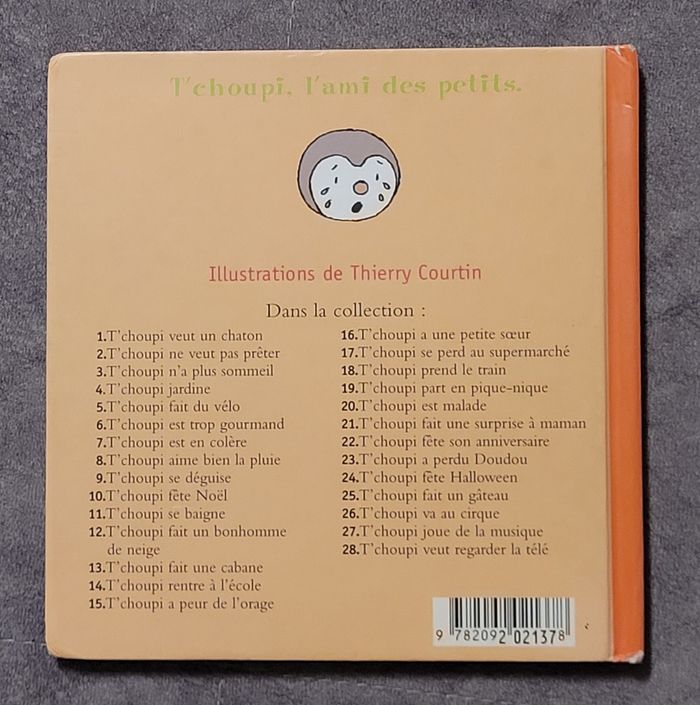 T'choupi, l'ami des petits.
Illustrations de Thierry Courtin
Dans la collection :
1.T'choupi veut un chaton
2.T'choupi ne veut pas prêter
3.T'choupi n'a plus sommeil
4.T'choupi jardine
5.T'choupi fait du vélo
6.T'choupi est trop gourmand
7.T'choupi est en colère
8.T'choupi aime bien la pluie
9.T'choupi se déguise
10.T'choupi fête Noël
11.T'choupi se baigne
12.T'choupi fait un bonhomme
de neige
13.T'choupi fait une cabane
14.T'choupi rentre à l'école
15.T'choupi a peur de l'orage
16.T'choupi a une petite sœur
17.T'choupi se perd au supermarché
18.T'choupi prend le train
19.T'choupi part en pique-nique
20.T'choupi est malade
21.T'choupi fait une surprise à maman
22.T'choupi fête son anniversaire
23.T'choupi a perdu Doudou
24.T'choupi fête Halloween
25.T'choupi fait un gâteau
26.T'choupi va au cirque
27.T'choupi joue de la musique
28.T'choupi veut regarder la télé
9 782092 021378